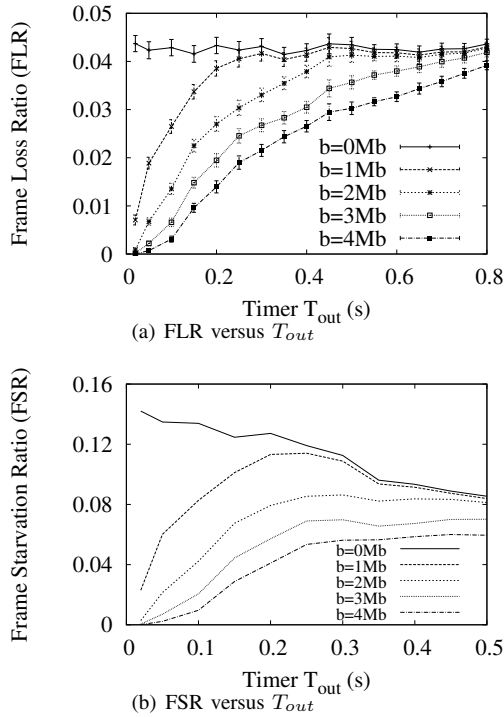 Frame Loss Ratio (FLR)
0.05
0.04
0.03
0.02
0.01
0
b=0Mb
b=1Mb
b=2Mb
b=3Mb
b=4Mb
0.0 0.2 0.4 0.6 0.8
Timer T_out (s)
(a) FLR versus T_out
Frame Starvation Ratio (FSR)
0.16
0.12
0.08
0.04
0
b=0Mb
b=1Mb
b=2Mb
b=3Mb
b=4Mb
0.0 0.1 0.2 0.3 0.4 0.5
Timer T_out (s)
(b) FSR versus T_out